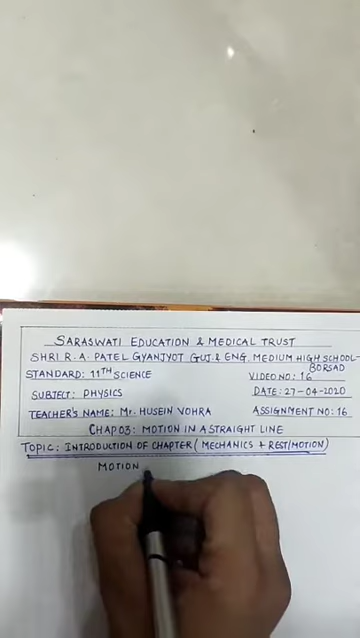 SARASWATI EDUCATION & MEDICAL TRUST
SHRI R.A. PATEL GYANJYOT GUJ. & ENG. MEDIUM HIGH SCHOOL-BORSAD
STANDARD: 11TH SCIENCE VIDEO NO: 16
SUBJECT: PHYSICS DATE: 27-04-2020
TEACHER'S NAME: Mr. HUSEIN VOHRA ASSIGNMENT NO: 16
CHAP 03: MOTION IN A STRAIGHT LINE
TOPIC: INTRODUCTION OF CHAPTER (MECHANICS + REST/MOTION)
MOTION